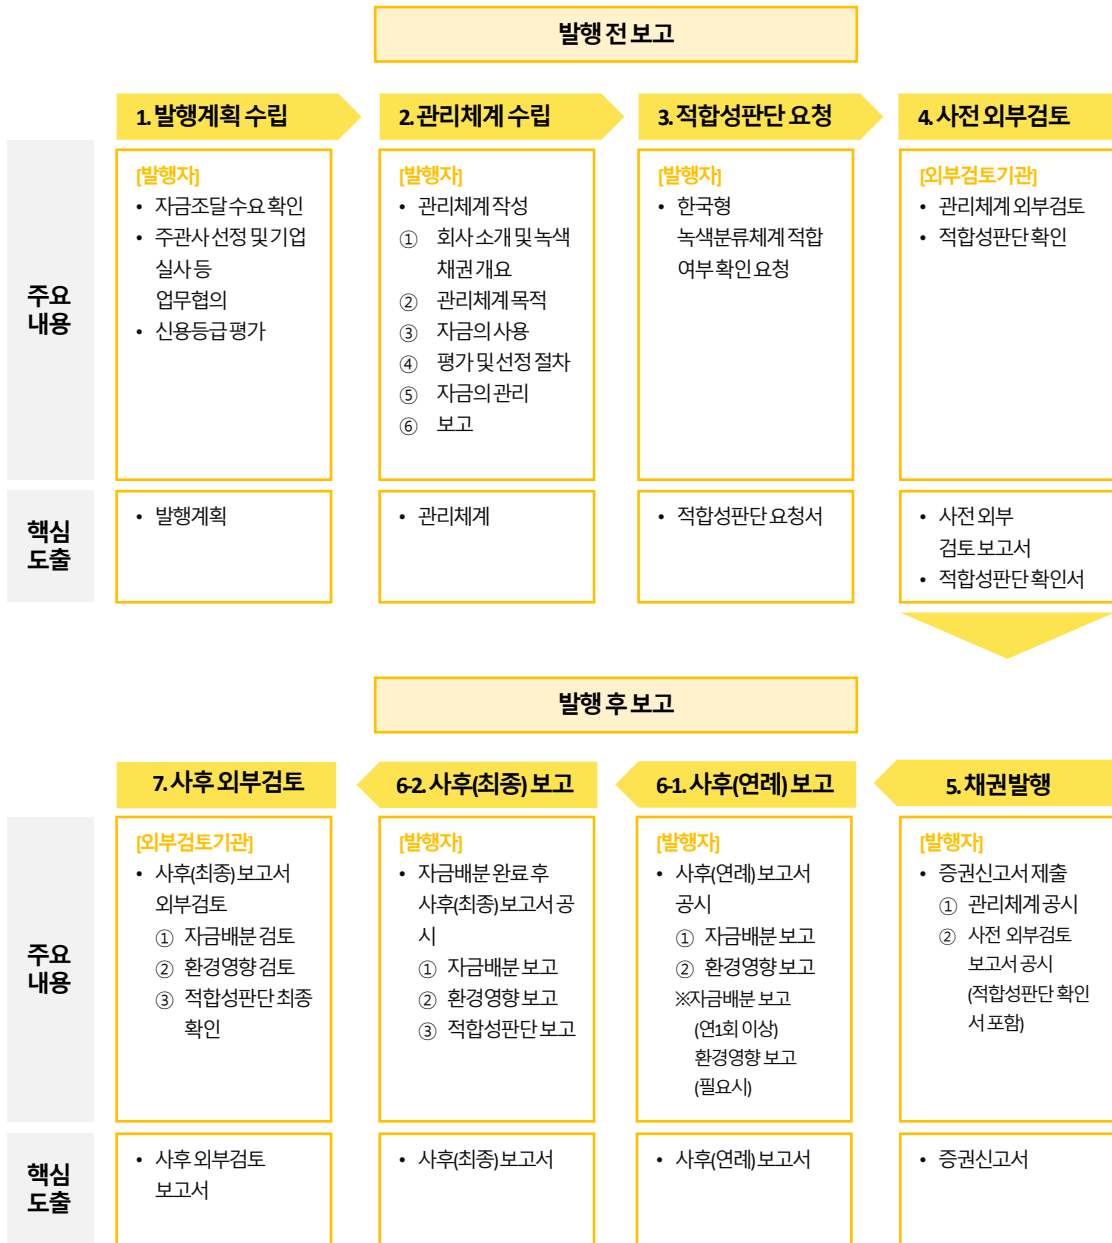 발행 전 보고
1. 발행계획 수립
2. 관리체계 수립
3. 적합성판단 요청
4. 사전 외부검토
주요
내용
[발행자]
• 자금조달 수요 확인
• 주관사 선정 및 기업
실사 등
업무협의
• 신용등급 평가
[발행자]
• 관리체계 작성
① 회사 소개 및 녹색
채권 개요
② 관리체계 목적
③ 자금의 사용
④ 평가 및 선정 절차
⑤ 자금의 관리
⑥ 보고
[발행자]
• 한국형
녹색분류체계 적합
여부 확인 요청
[외부검토기관]
• 관리체계 외부검토
• 적합성판단 확인
핵심
도출
• 발행계획
• 관리체계
• 적합성판단 요청서
• 사전 외부
검토 보고서
• 적합성판단 확인서
발행 후 보고
7. 사후 외부검토
6-2. 사후(최종) 보고
6-1. 사후(연례) 보고
5. 채권발행
주요
내용
[외부검토기관]
• 사후(최종) 보고서
외부검토
① 자금배분 검토
② 환경영향 검토
③ 적합성판단 최종
확인
[발행자]
• 자금배분 완료 후
사후(최종) 보고서 공
시
① 자금배분 보고
② 환경영향 보고
③ 적합성판단 보고
[발행자]
• 사후(연례) 보고서
공시
① 자금배분 보고
② 환경영향 보고
※자금배분 보고
(연1회 이상)
환경영향 보고
(필요시)
[발행자]
• 증권신고서 제출
① 관리체계 공시
② 사전 외부검토
보고서 공시
(적합성판단 확인
서 포함)
핵심
도출
• 사후 외부검토
보고서
• 사후(최종) 보고서
• 사후(연례) 보고서
• 증권신고서